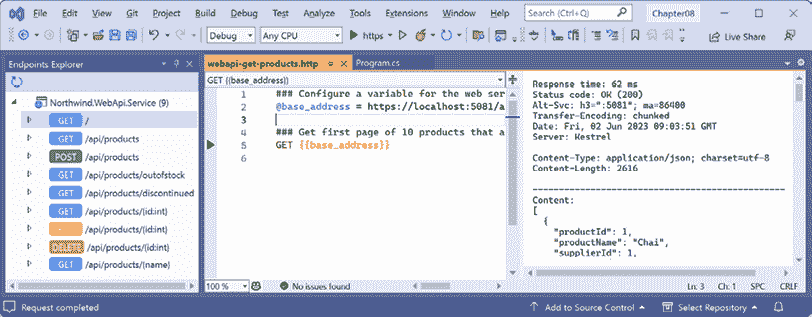 File Edit View Git Project Build Debug Test Analyze Tools Extensions Window Help Search (Ctrl+Q) Chapter08
Debug Any CPU https Live Share
Endpoints Explorer
Northwind.WebApi.Service (9)
GET /
GET /api/products
POST /api/products
GET /api/products/outofstock
GET /api/products/discontinued
GET /api/products/{id:int}
/api/products/{id:int}
/api/products/{id:int}
GET /api/products/{name}
webapi-get-products.http Program.cs
GET {{base_address}}
1 ### Configure a variable for the web ser
2 @base_address = https://localhost:5081/a
3
4 ### Get first page of 10 products that a
5 GET {{base_address}}
6
100 % No issues found
Response time: 62 ms
Status code: OK (200)
Alt-Svc: h3=":5081"; ma=86400
Transfer-Encoding: chunked
Date: Fri, 02 Jun 2023 09:03:51 GMT
Server: Kestrel
Content-Type: application/json; charset=utf-8
Content-Length: 2616
------------------------------------------------
Content:
[
{
"productId": 1,
"productName": "Chai",
"supplierId": 1,
Ln: 3 Ch: 1 SPC CRLF
Request completed Add to Source Control Select Repository